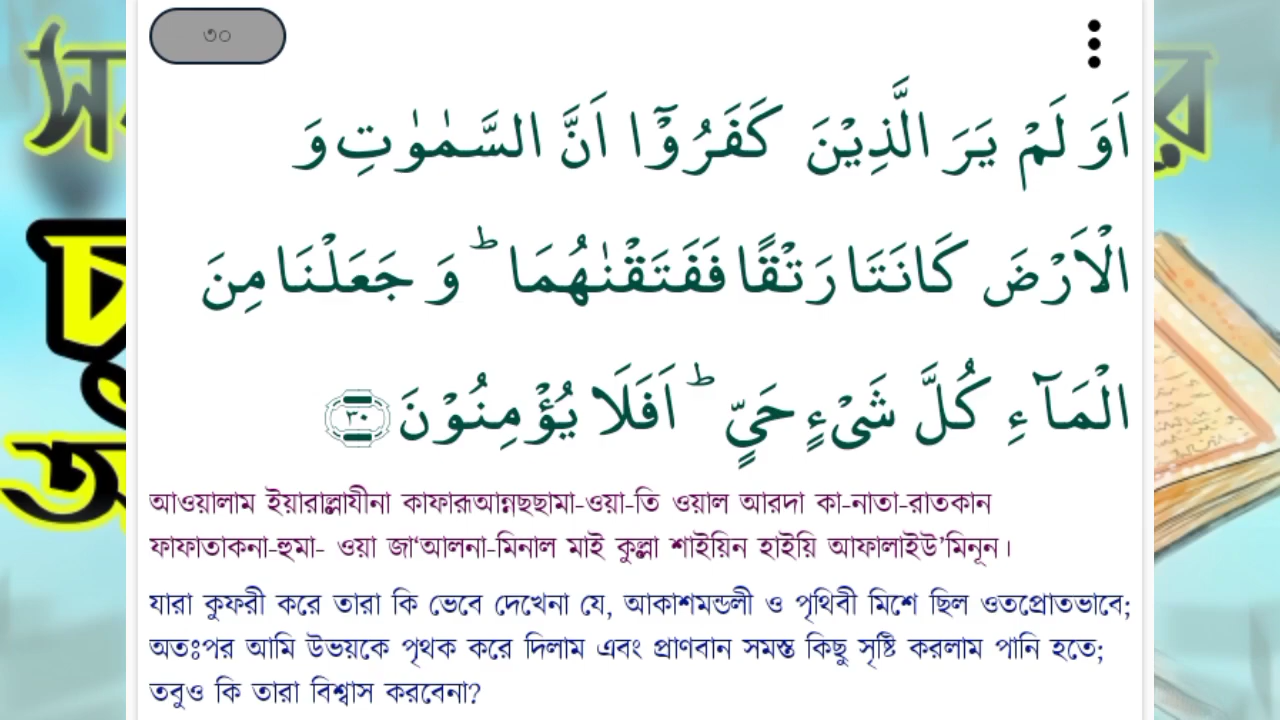 ৩০
اَوَ لَمْ يَرَ الَّذِيْنَ كَفَرُوْۤا اَنَّ السَّمٰوٰتِ وَ
الْاَرْضَ كَانَتَا رَتْقًا فَفَتَقْنٰهُمَا ؕ وَ جَعَلْنَا مِنَ
الْمَآءِ كُلَّ شَیْءٍ حَیٍّ ؕ اَفَلَا يُؤْمِنُوْنَ ﴿٣٠﴾
আওয়ালাম ইয়ারাল্লাযীনা কাফারূআন্নছছামা-ওয়া-তি ওয়াল আরদা কা-নাতা-রাতকান
ফাফাতাকনা-হুমা- ওয়া জা‘আলনা-মিনাল মাই কুল্লা শাইয়িন হাইয়ি আফালাইউ’মিনূন।
যারা কুফরী করে তারা কি ভেবে দেখেনা যে, আকাশমন্ডলী ও পৃথিবী মিশে ছিল ওতপ্রোতভাবে;
অতঃপর আমি উভয়কে পৃথক করে দিলাম এবং প্রাণবান সমস্ত কিছু সৃষ্টি করলাম পানি হতে;
তবুও কি তারা বিশ্বাস করবেনা?